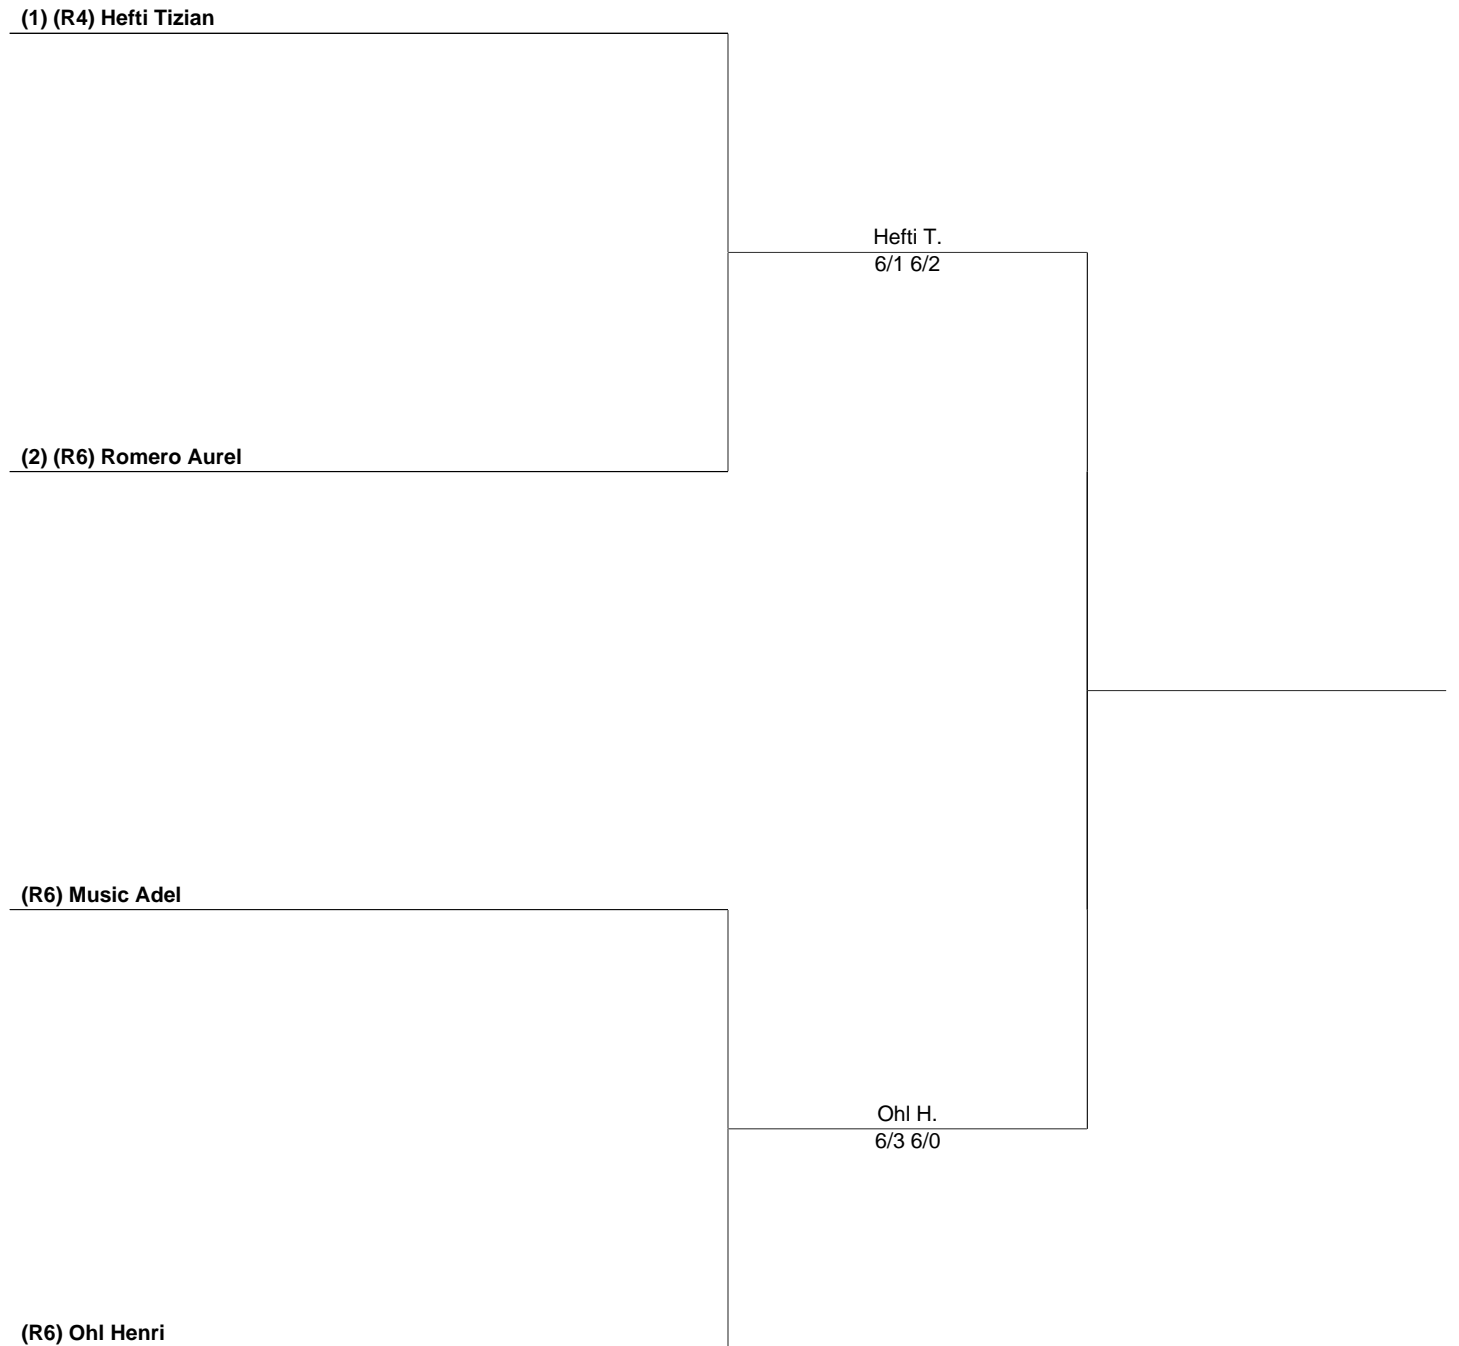 (1) (R4) Hefti Tizian
Hefti T.
6/1 6/2
(2) (R6) Romero Aurel
(R6) Music Adel
Ohl H.
6/3 6/0
(R6) Ohl Henri